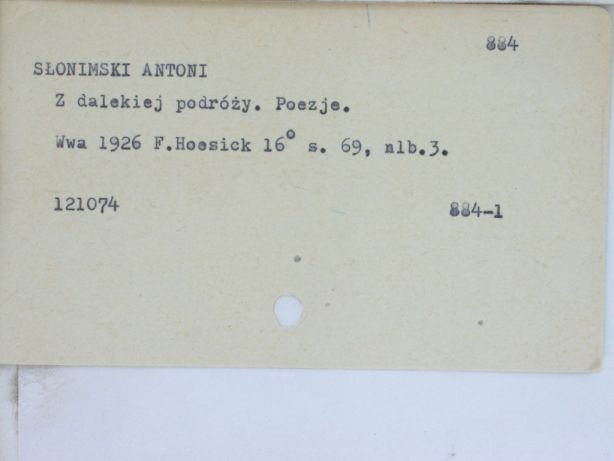 884
SŁONIMSKI ANTONI
Z dalekiej podróży. Poezje.
Wwa 1926 F.Hoesick 16° s. 69, nlb.3.
121074 884-1